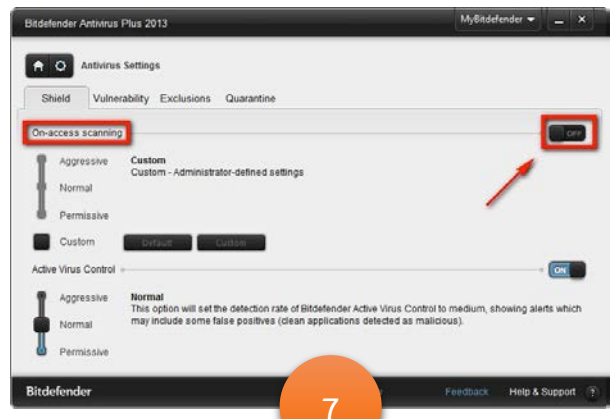 Bitdefender Antivirus Plus 2013
MyBitdefender
Antivirus Settings
Shield Vulnerability Exclusions Quarantine
On-access scanning
OFF
Aggressive
Custom
Custom - Administrator-defined settings
Normal
Permissive
Custom
Default
Custom
Active Virus Control
ON
Aggressive
Normal
This option will set the detection rate of Bitdefender Active Virus Control to medium, showing alerts which
may include some false positives (clean applications detected as malicious).
Normal
Permissive
Bitdefender
Feedback
Help & Support
?
7